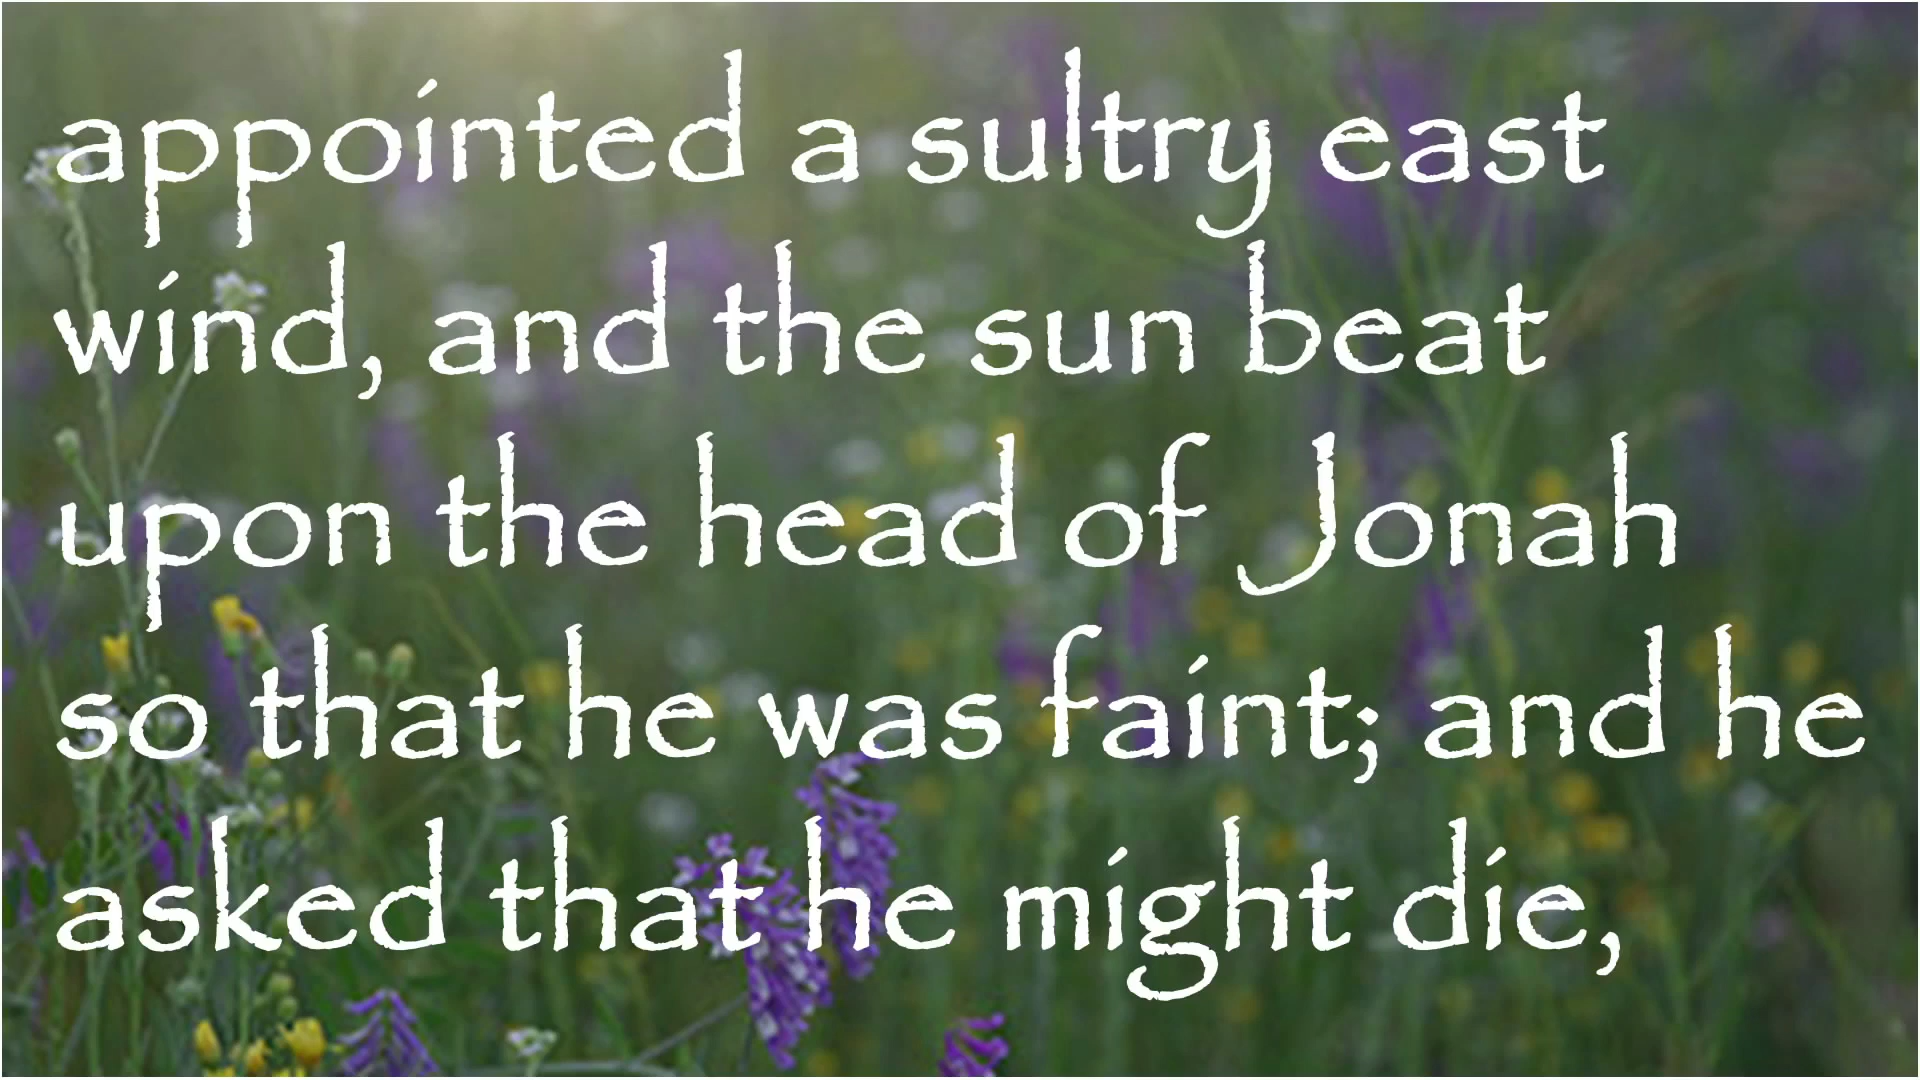 appointed a sultry east
wind, and the sun beat
upon the head of Jonah
so that he was faint; and he
asked that he might die,